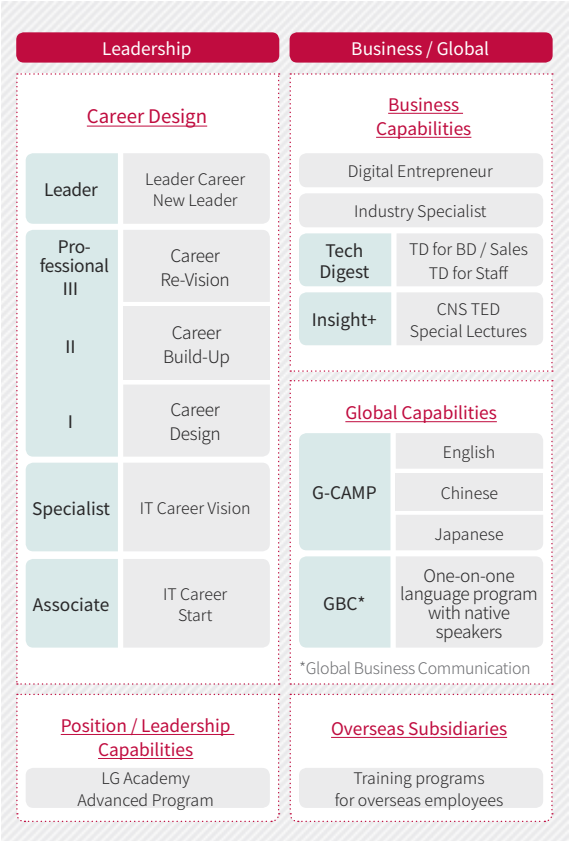 Leadership
Career Design
Leader
Leader Career
New Leader
Pro-
fessional
III
Career
Re-Vision
II
Career
Build-Up
I
Career
Design
Specialist
IT Career Vision
Associate
IT Career
Start
Position / Leadership
Capabilities
LG Academy
Advanced Program
Business / Global
Business
Capabilities
Digital Entrepreneur
Industry Specialist
Tech
Digest
TD for BD / Sales
TD for Staff
Insight+
CNS TED
Special Lectures
Global Capabilities
G-CAMP
English
Chinese
Japanese
GBC*
One-on-one
language program
with native
speakers
*Global Business Communication
Overseas Subsidiaries
Training programs
for overseas employees